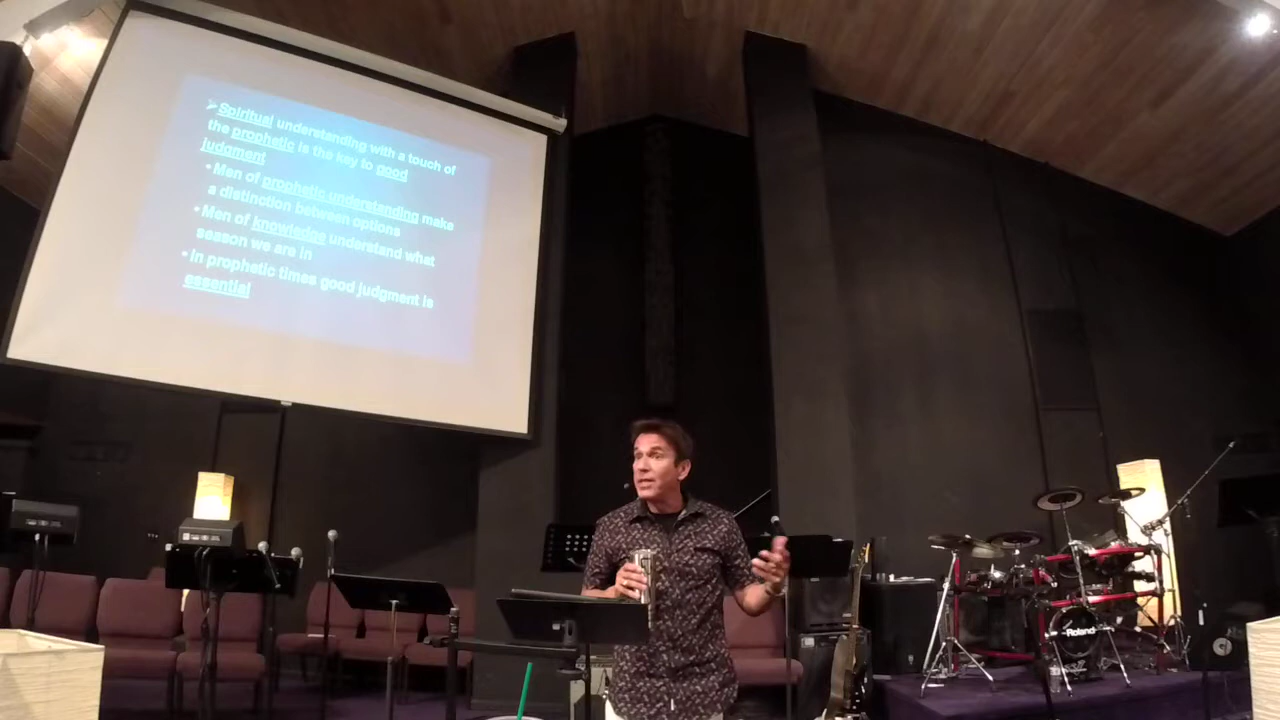 ➢Spiritual understanding with a touch of
the prophetic is the key to good
judgment
•Men of prophetic understanding make
a distinction between options
•Men of knowledge understand what
season we are in
•In prophetic times good judgment is
essential
Roland